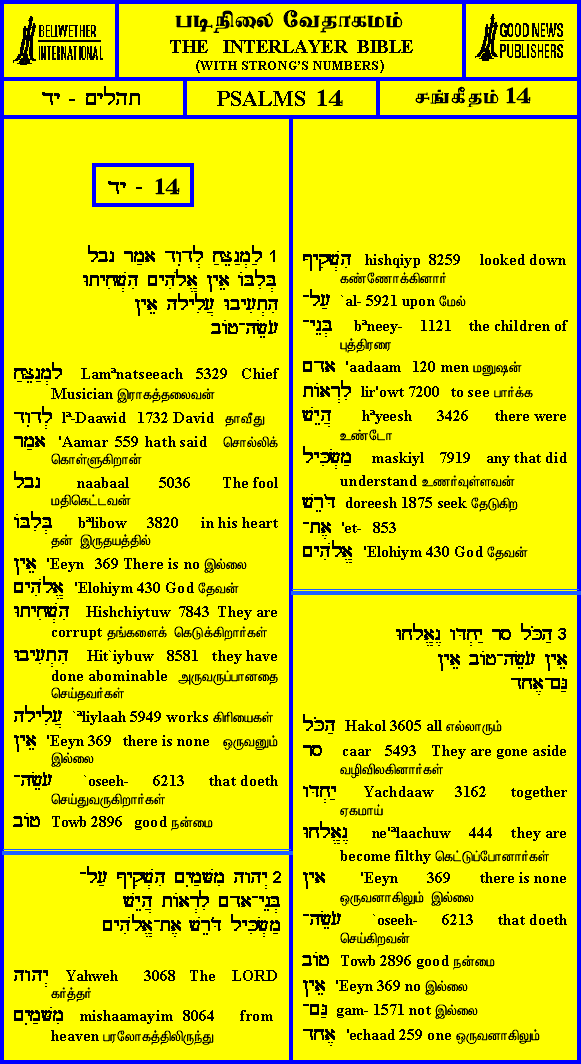 BELLWETHER
INTERNATIONAL
படிநிலை வேதாகமம்
THE INTERLAYER BIBLE
(WITH STRONG'S NUMBERS)
GOOD NEWS
PUBLISHERS
תהלים - יד
PSALMS 14
சங்கீதம் 14
יד - 14
1 לַמְנַצֵּחַ לְדָוִד אָמַר נָבָל
בְּלִבּוֹ אֵין אֱלֹהִים הִשְׁחִיתוּ
הִתְעִיבוּ עֲלִילָה אֵין
עֹשֵׂה־טוֹב
לַמְנַצֵּחַ Lamᵊnatseeach 5329 Chief
Musician இராகத்தலைவன்
לְדָוִד lᵊ-Daawid 1732 David தாவீது
אָמַר 'Aamar 559 hath said சொல்லிக்
கொள்ளுகிறான்
נָבָל naabaal 5036 The fool
மதிகெட்டவன்
בְּלִבּוֹ bᵊlibow 3820 in his heart
தன் இருதயத்தில்
אֵין 'Eeyn 369 There is no இல்லை
אֱלֹהִים 'Elohiym 430 God தேவன்
הִשְׁחִיתוּ Hishchiytuw 7843 They are
corrupt தங்களைக் கெடுக்கிறார்கள்
הִתְעִיבוּ Hit`iybuw 8581 they have
done abominable அருவருப்பானதை
செய்தவர்கள்
עֲלִילָה `ᵃliylaah 5949 works கிரியைகள்
אֵין 'Eeyn 369 there is none ஒருவனும்
இல்லை
עֹשֵׂה־ `oseeh- 6213 that doeth
செய்துவருகிறார்கள்
טוֹב Towb 2896 good நன்மை
2 יְהוָה מִשָּׁמַיִם הִשְׁקִיף עַל־
בְּנֵי־אָדָם לִרְאוֹת הֲיֵשׁ
מַשְׂכִּיל דֹּרֵשׁ אֶת־אֱלֹהִים
יְהוָה Yahweh 3068 The LORD
கர்த்தர்
מִשָּׁמַיִם mishaamayim 8064 from
heaven பரலோகத்திலிருந்து
הִשְׁקִיף hishqiyp 8259 looked down
கண்ணோக்கினார்
עַל־ `al- 5921 upon மேல்
בְּנֵי־ bᵊneey- 1121 the children of
புத்திரரை
אָדָם 'aadaam 120 men மனுஷன்
לִרְאוֹת lir'owt 7200 to see பார்க்க
הֲיֵשׁ hᵃyeesh 3426 there were
உண்டோ
מַשְׂכִּיל maskiyl 7919 any that did
understand உணர்வுள்ளவன்
דֹּרֵשׁ doreesh 1875 seek தேடுகிற
אֶת־ 'et- 853
אֱלֹהִים 'Elohiym 430 God தேவன்
3 הַכֹּל סָר יַחְדָּו נֶאֱלָחוּ
אֵין עֹשֵׂה־טוֹב אֵין
גַּם־אֶחָד
הַכֹּל Hakol 3605 all எல்லாரும்
סָר caar 5493 They are gone aside
வழிவிலகினார்கள்
יַחְדָּו Yachdaaw 3162 together
ஏகமாய்
נֶאֱלָחוּ ne'ᵉlaachuw 444 they are
become filthy கெட்டுப்போனார்கள்
אֵין 'Eeyn 369 there is none
ஒருவனாகிலும் இல்லை
עֹשֵׂה־ `oseeh- 6213 that doeth
செய்கிறவன்
טוֹב Towb 2896 good நன்மை
אֵין 'Eeyn 369 no இல்லை
גַּם־ gam- 1571 not இல்லை
אֶחָד 'echaad 259 one ஒருவனாகிலும்